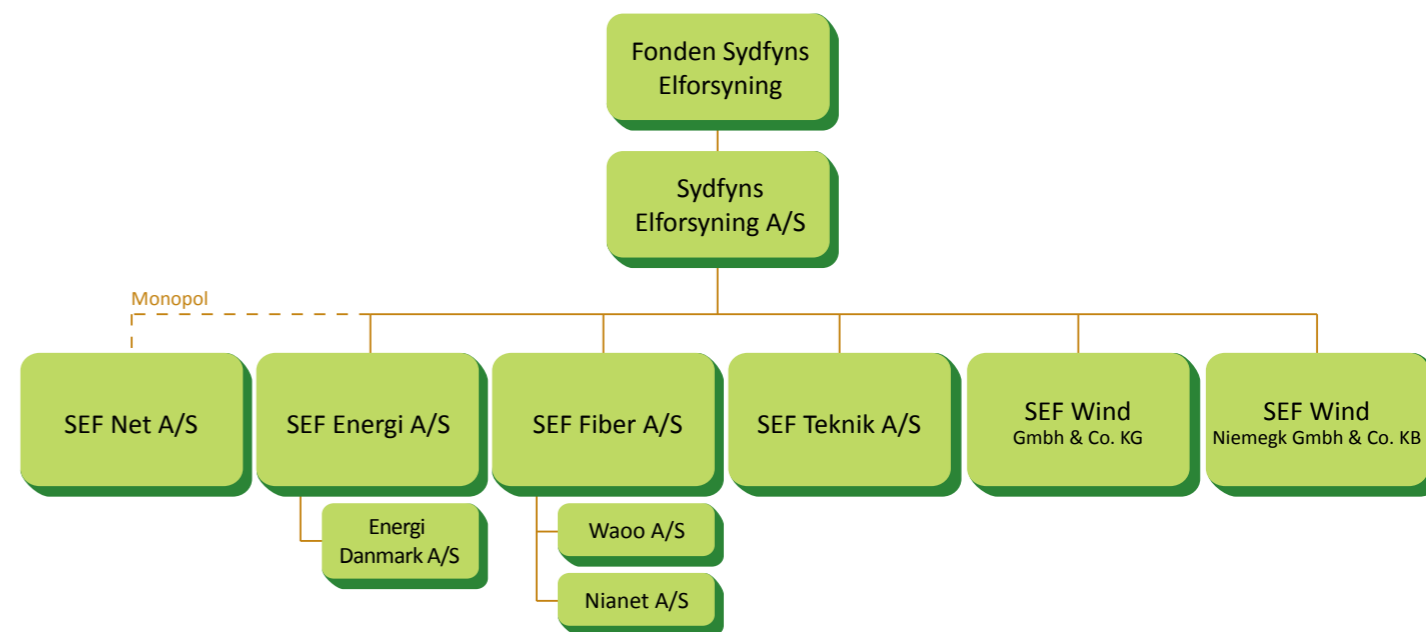 Fonden Sydfyns
Elforsyning
Sydfyns
Elforsyning A/S
Monopol
SEF Net A/S
SEF Energi A/S
SEF Fiber A/S
SEF Teknik A/S
SEF Wind
Gmbh & Co. KG
SEF Wind
Niemegk Gmbh & Co. KB
Energi
Danmark A/S
Waoo A/S
Nianet A/S